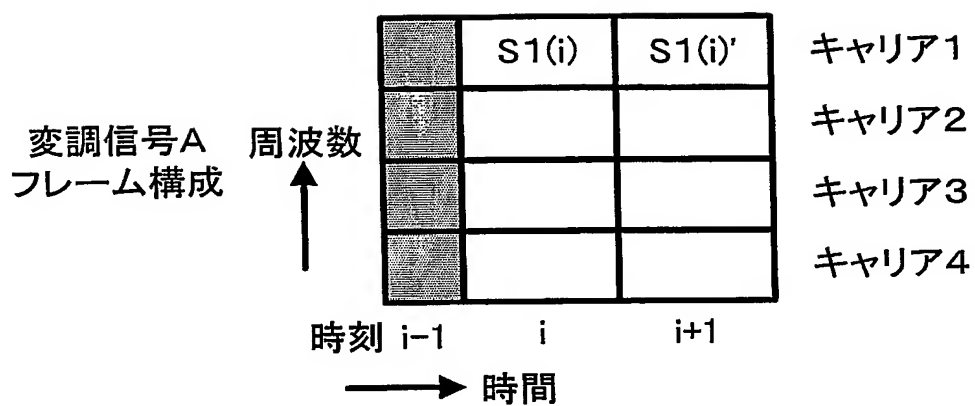 S1(i) S1(i)' キャリア1
キャリア2
変調信号A 周波数
フレーム構成 キャリア3
キャリア4
時刻 i-1 i i+1
時間